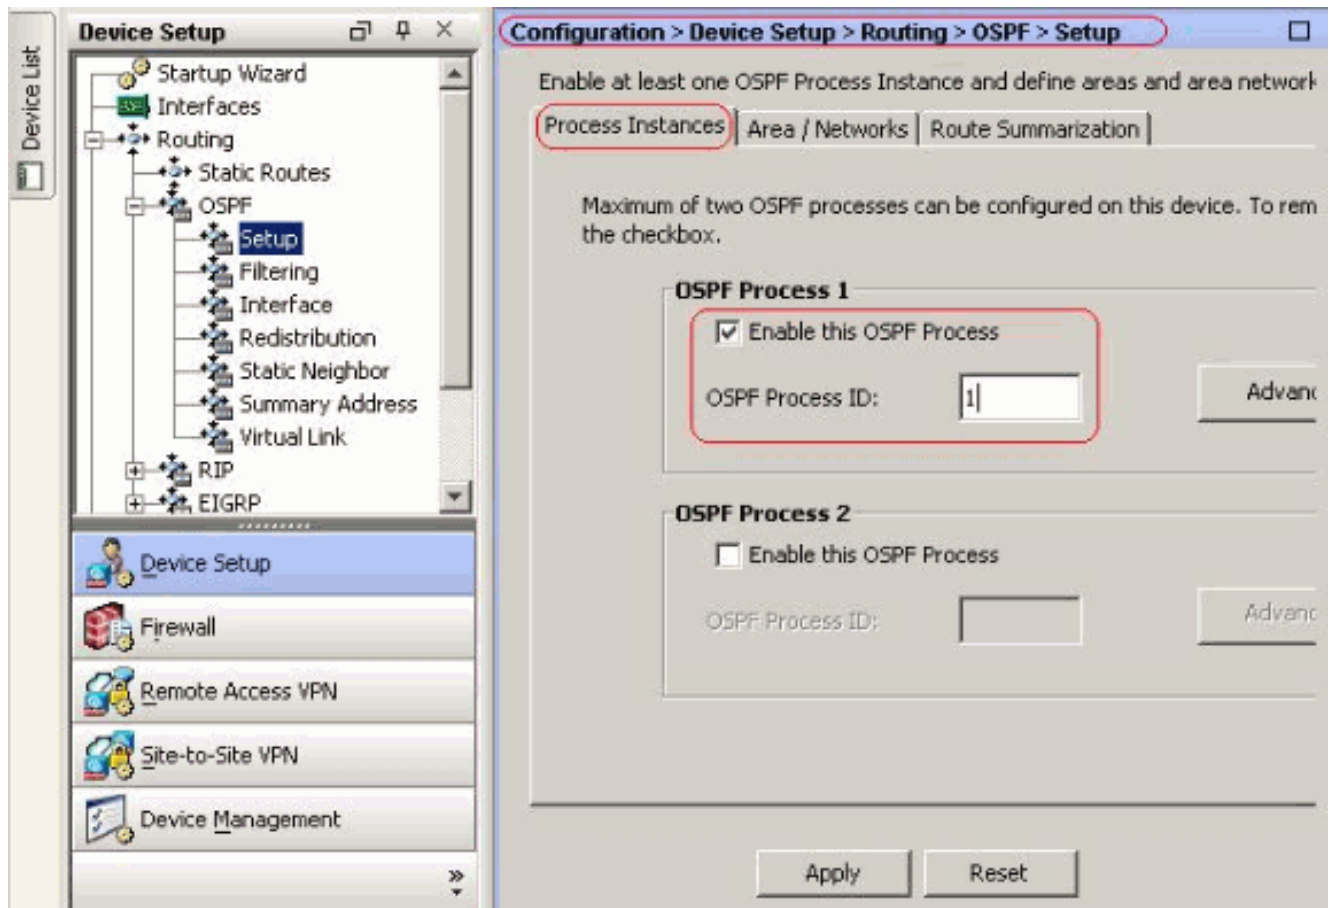 Device List
Device Setup
Startup Wizard
Interfaces
Routing
Static Routes
OSPF
Setup
Filtering
Interface
Redistribution
Static Neighbor
Summary Address
Virtual Link
RIP
EIGRP
Device Setup
Firewall
Remote Access VPN
Site-to-Site VPN
Device Management
Configuration > Device Setup > Routing > OSPF > Setup
Enable at least one OSPF Process Instance and define areas and area network
Process Instances
Area / Networks
Route Summarization
Maximum of two OSPF processes can be configured on this device. To rem
the checkbox.
OSPF Process 1
Enable this OSPF Process
OSPF Process ID:
1
Advanc
OSPF Process 2
Enable this OSPF Process
OSPF Process ID:
Advanc
Apply
Reset